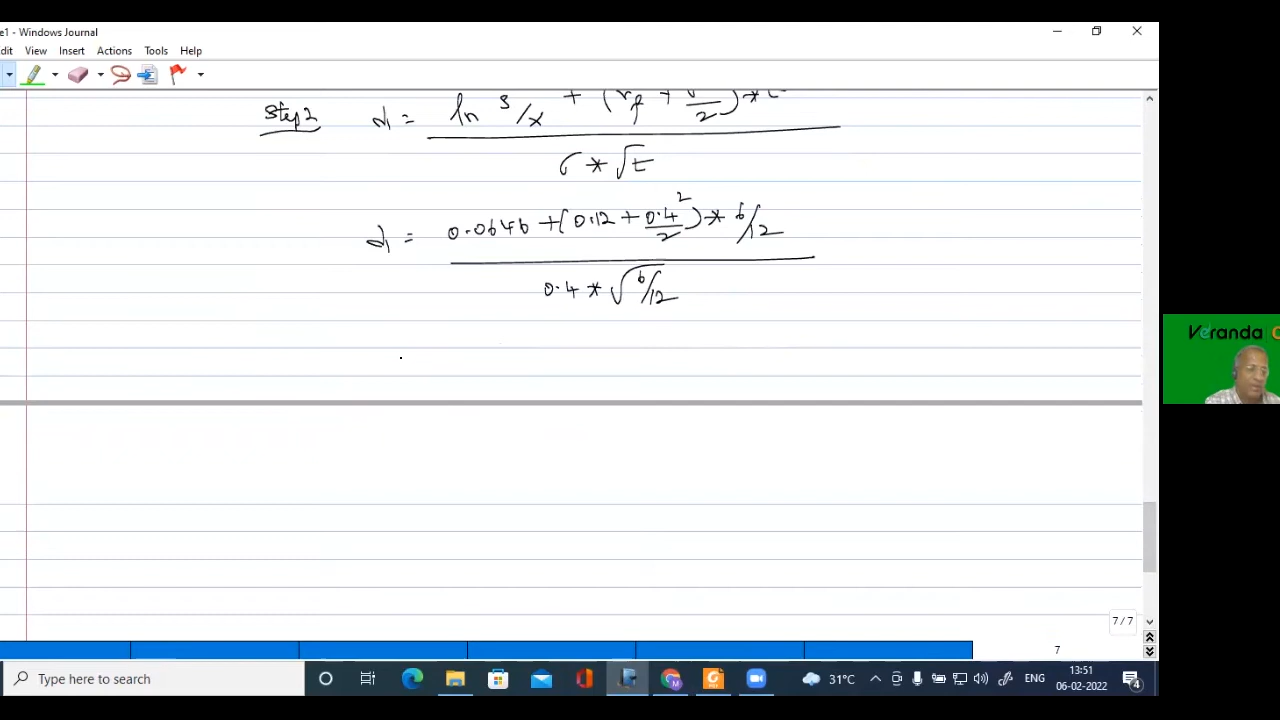 e1 - Windows Journal
dit View Insert Actions Tools Help
Step 2 d1 = ln S/x + (rf + σ²/2) * t
σ * √t
d1 = 0.0646 + (0.12 + 0.4²/2) * 6/12
0.4 * √6/12
Veranda
7 / 7
7
Type here to search
31°C
ENG
13:51
06-02-2022
4